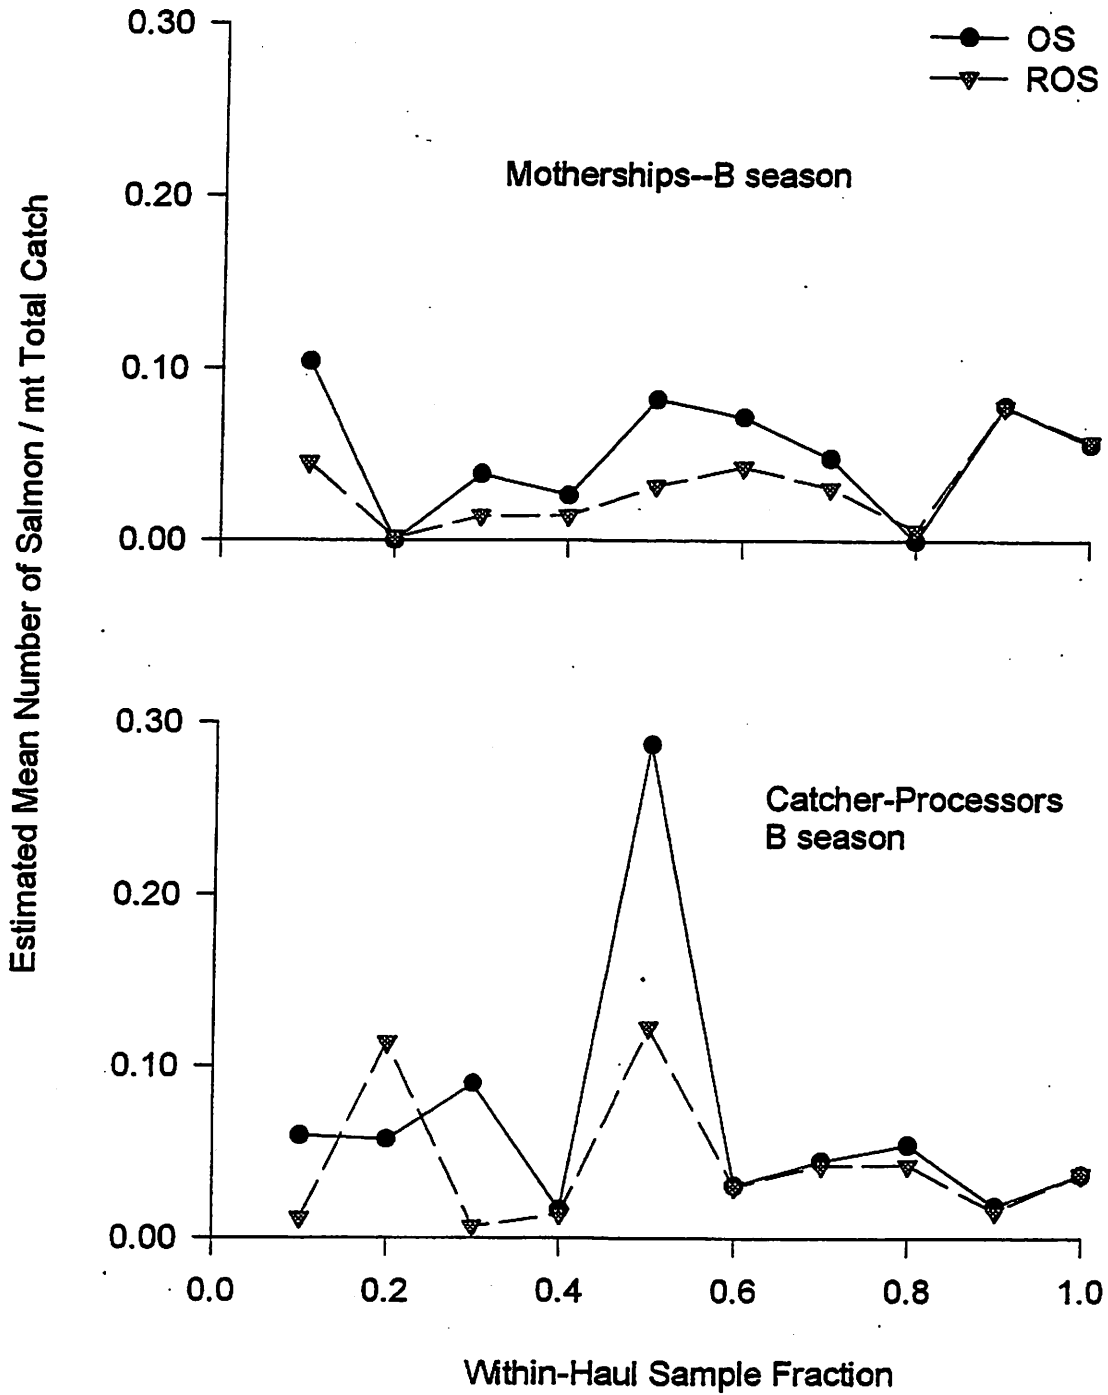 0.30
0.20
0.10
0.00
OS
ROS
Motherships--B season
Estimated Mean Number of Salmon / mt Total Catch
0.30
0.20
0.10
0.00
Catcher-Processors
B season
0.0 0.2 0.4 0.6 0.8 1.0
Within-Haul Sample Fraction